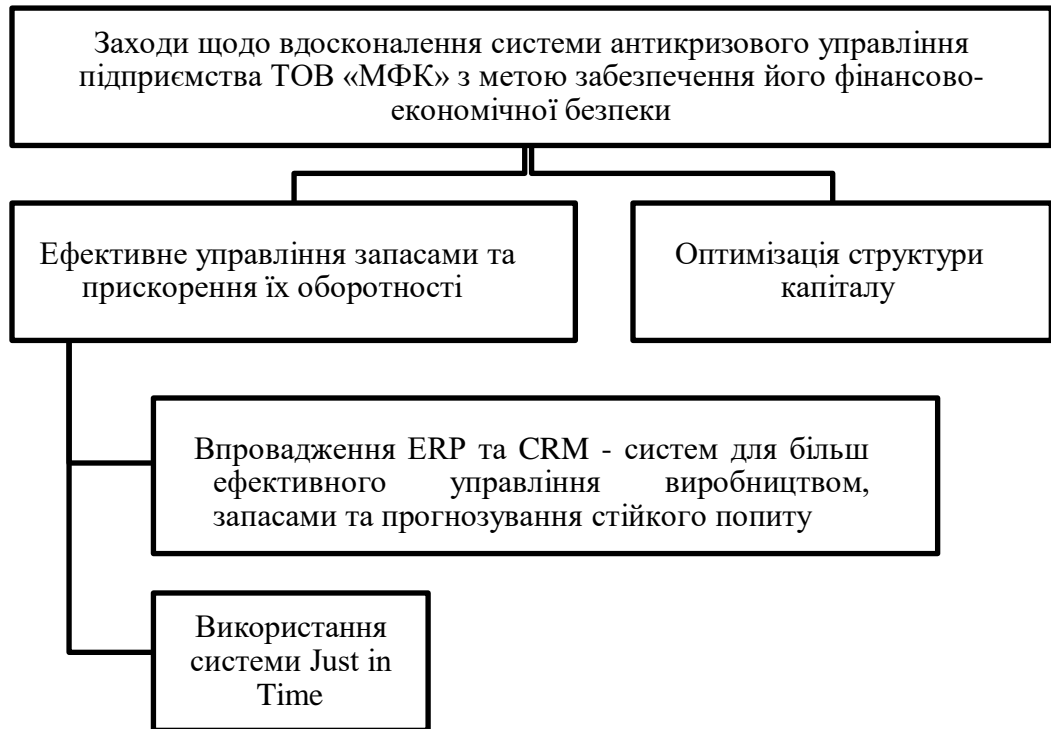 Заходи щодо вдосконалення системи антикризового управління
підприємства ТОВ «МФК» з метою забезпечення його фінансово-
економічної безпеки
Ефективне управління запасами та
прискорення їх оборотності
Оптимізація структури
капіталу
Впровадження ERP та CRM - систем для більш
ефективного управління виробництвом,
запасами та прогнозування стійкого попиту
Використання
системи Just in
Time